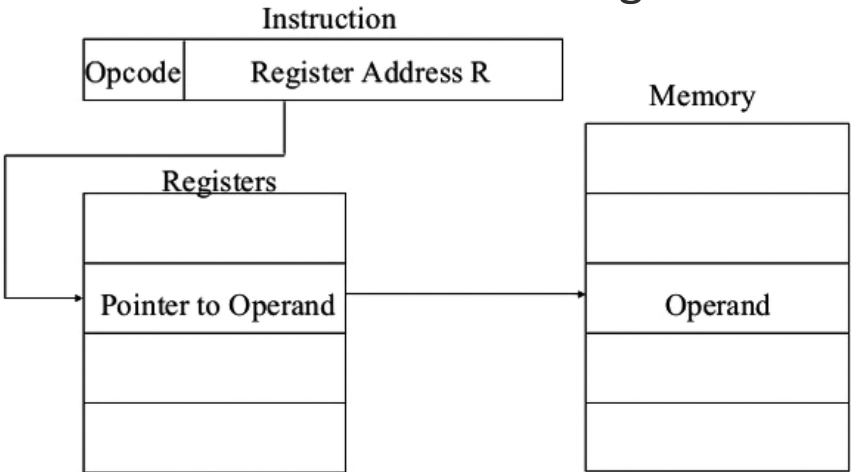 Instruction
Opcode
Register Address R
Memory
Registers
Pointer to Operand
Operand